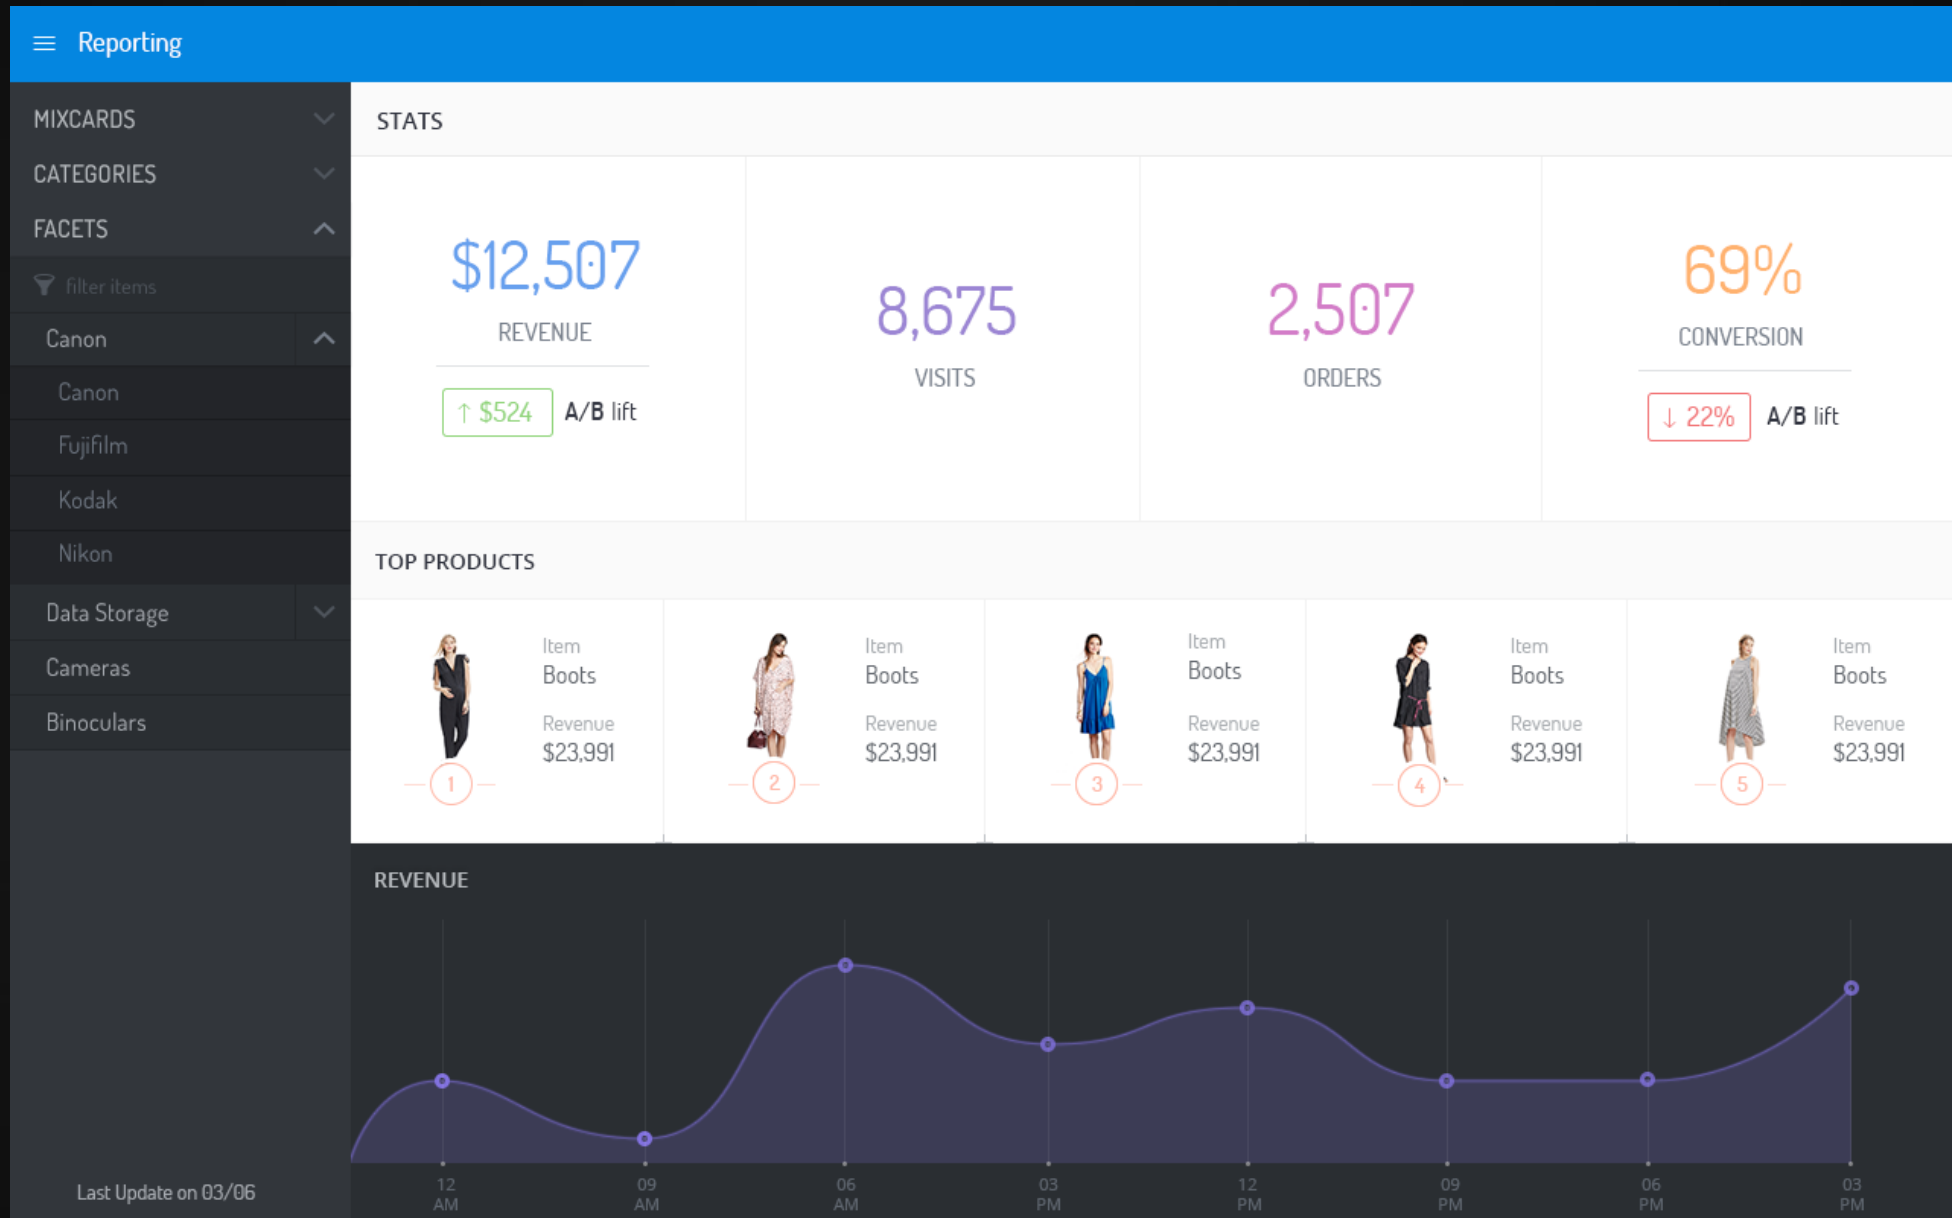 Reporting
MIXCARDS
CATEGORIES
FACETS
filter items
Canon
Canon
Fujifilm
Kodak
Nikon
Data Storage
Cameras
Binoculars
Last Update on 03/06
STATS
$12,507
REVENUE
↑ $524 A/B lift
8,675
VISITS
2,507
ORDERS
69%
CONVERSION
↓ 22% A/B lift
TOP PRODUCTS
Item
Boots
Revenue
$23,991
1
Item
Boots
Revenue
$23,991
2
Item
Boots
Revenue
$23,991
3
Item
Boots
Revenue
$23,991
4
Item
Boots
Revenue
$23,991
5
REVENUE
12 AM
09 AM
06 AM
03 PM
12 PM
09 PM
06 PM
03 PM